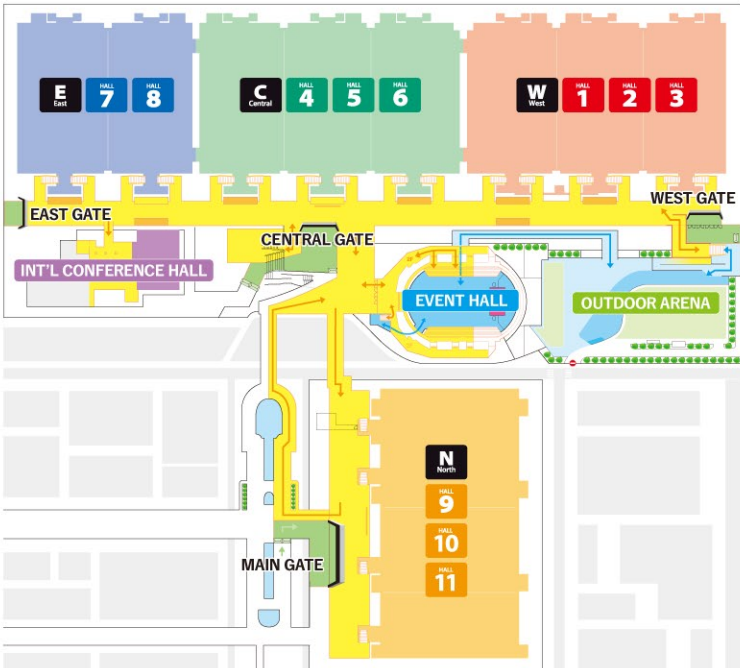 E
East
HALL
7
HALL
8
C
Central
HALL
4
HALL
5
HALL
6
W
West
HALL
1
HALL
2
HALL
3
WEST GATE
EAST GATE
CENTRAL GATE
INT'L CONFERENCE HALL
EVENT HALL
OUTDOOR ARENA
N
North
HALL
9
HALL
10
HALL
11
MAIN GATE